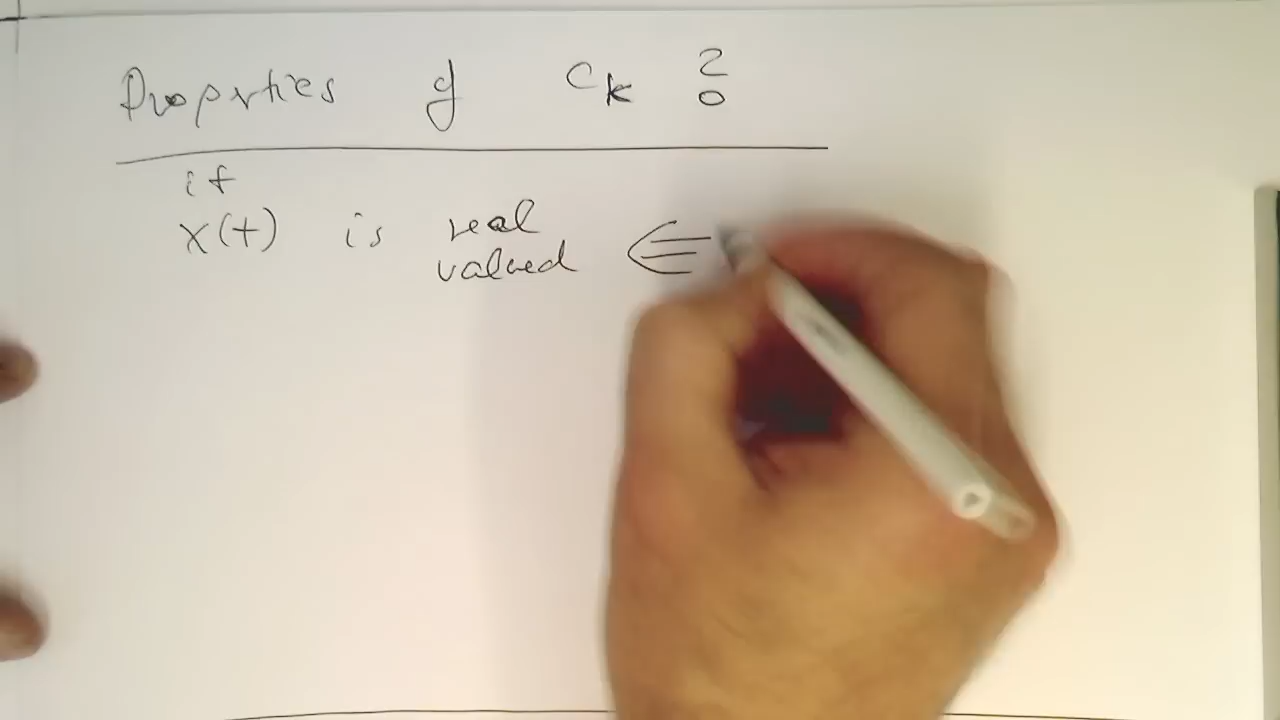 Properties of Ck ?
if
x(t) is real
valued ⇐